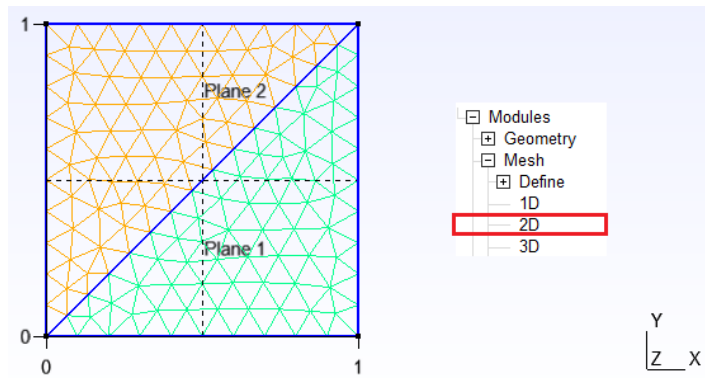 1
Plane 2
Plane 1
0
0
1
Modules
Geometry
Mesh
Define
1D
2D
3D
Y
Z X